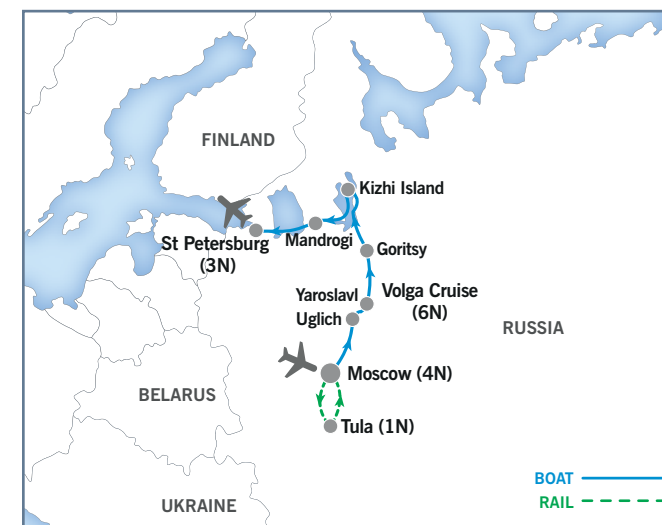 FINLAND
Kizhi Island
St Petersburg
(3N)
Mandrogi
Goritsy
Yaroslavl
Volga Cruise
(6N)
Uglich
RUSSIA
Moscow (4N)
BELARUS
Tula (1N)
BOAT
RAIL
UKRAINE